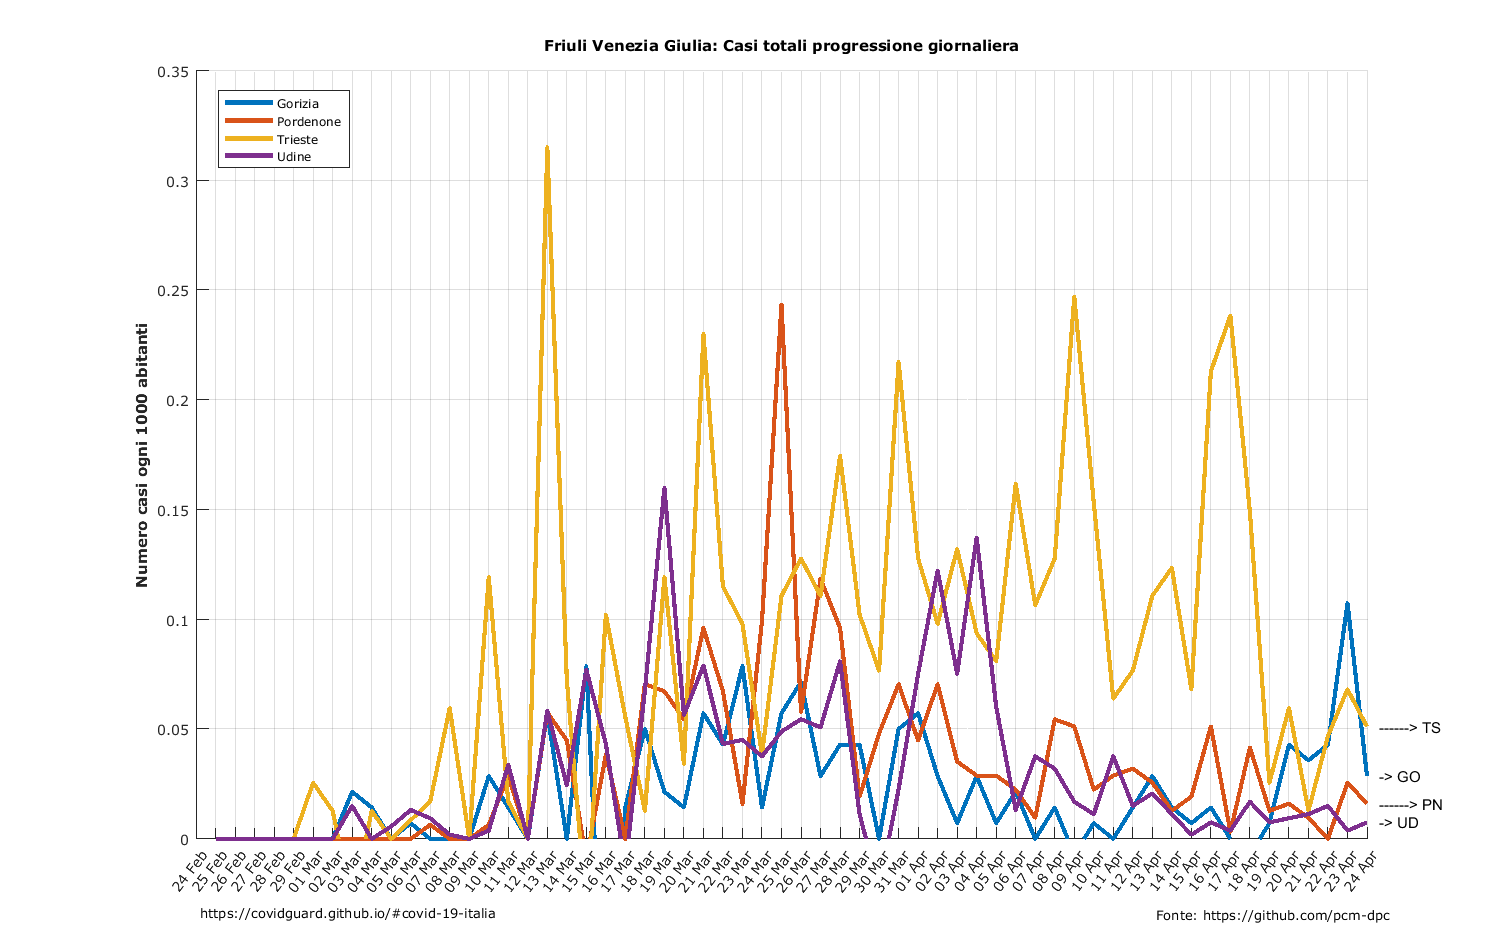 Friuli Venezia Giulia: Casi totali progressione giornaliera
0.35
0.3
0.25
0.2
0.15
0.1
0.05
0
Numero casi ogni 1000 abitanti
Gorizia
Pordenone
Trieste
Udine
------> TS
-> GO
------> PN
-> UD
24 Feb
25 Feb
26 Feb
27 Feb
28 Feb
29 Feb
01 Mar
02 Mar
03 Mar
04 Mar
05 Mar
06 Mar
07 Mar
08 Mar
09 Mar
10 Mar
11 Mar
12 Mar
13 Mar
14 Mar
15 Mar
16 Mar
17 Mar
18 Mar
19 Mar
20 Mar
21 Mar
22 Mar
23 Mar
24 Mar
25 Mar
26 Mar
27 Mar
28 Mar
29 Mar
30 Mar
31 Mar
01 Apr
02 Apr
03 Apr
04 Apr
05 Apr
06 Apr
07 Apr
08 Apr
09 Apr
10 Apr
11 Apr
12 Apr
13 Apr
14 Apr
15 Apr
16 Apr
17 Apr
18 Apr
19 Apr
20 Apr
21 Apr
22 Apr
23 Apr
24 Apr
https://covidguard.github.io/#covid-19-italia
Fonte: https://github.com/pcm-dpc